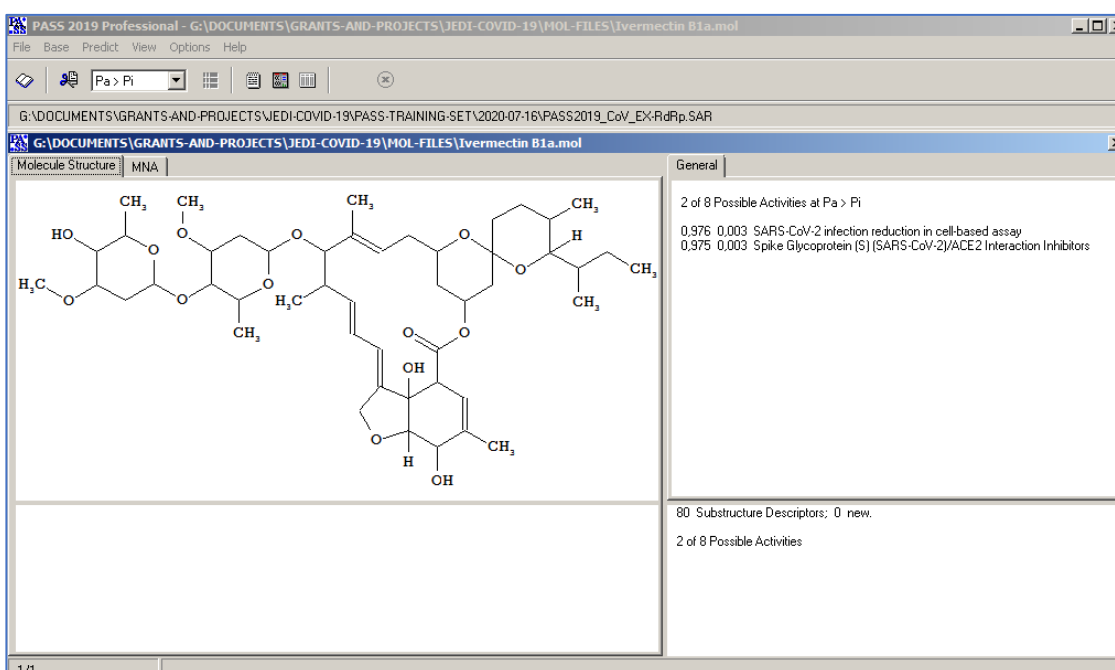 PASS 2019 Professional - G:\DOCUMENTS\GRANTS-AND-PROJECTS\JEDI-COVID-19\MOL-FILES\Ivermectin B1a.mol
File Base Predict View Options Help
Pa > Pi
G:\DOCUMENTS\GRANTS-AND-PROJECTS\JEDI-COVID-19\PASS-TRAINING-SET\2020-07-16\PASS2019_CoV_EX-RdRp.SAR
G:\DOCUMENTS\GRANTS-AND-PROJECTS\JEDI-COVID-19\MOL-FILES\Ivermectin B1a.mol
Molecule Structure MNA
CH3 CH3 CH3 CH3
HO O O O O H
O O O CH3
H3C O O H3C CH3
CH3 O O
OH
O CH3
H
OH
General
2 of 8 Possible Activities at Pa > Pi
0,976 0,003 SARS-CoV-2 infection reduction in cell-based assay
0,975 0,003 Spike Glycoprotein (S) (SARS-CoV-2)/ACE2 Interaction Inhibitors
80 Substructure Descriptors; 0 new.
2 of 8 Possible Activities
1/1